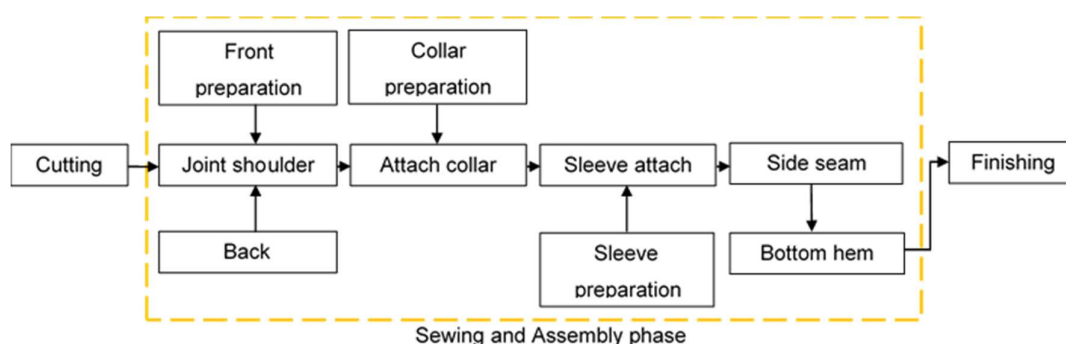 Front
preparation
Collar
preparation
Cutting
Joint shoulder
Attach collar
Sleeve attach
Side seam
Finishing
Back
Sleeve
preparation
Bottom hem
Sewing and Assembly phase